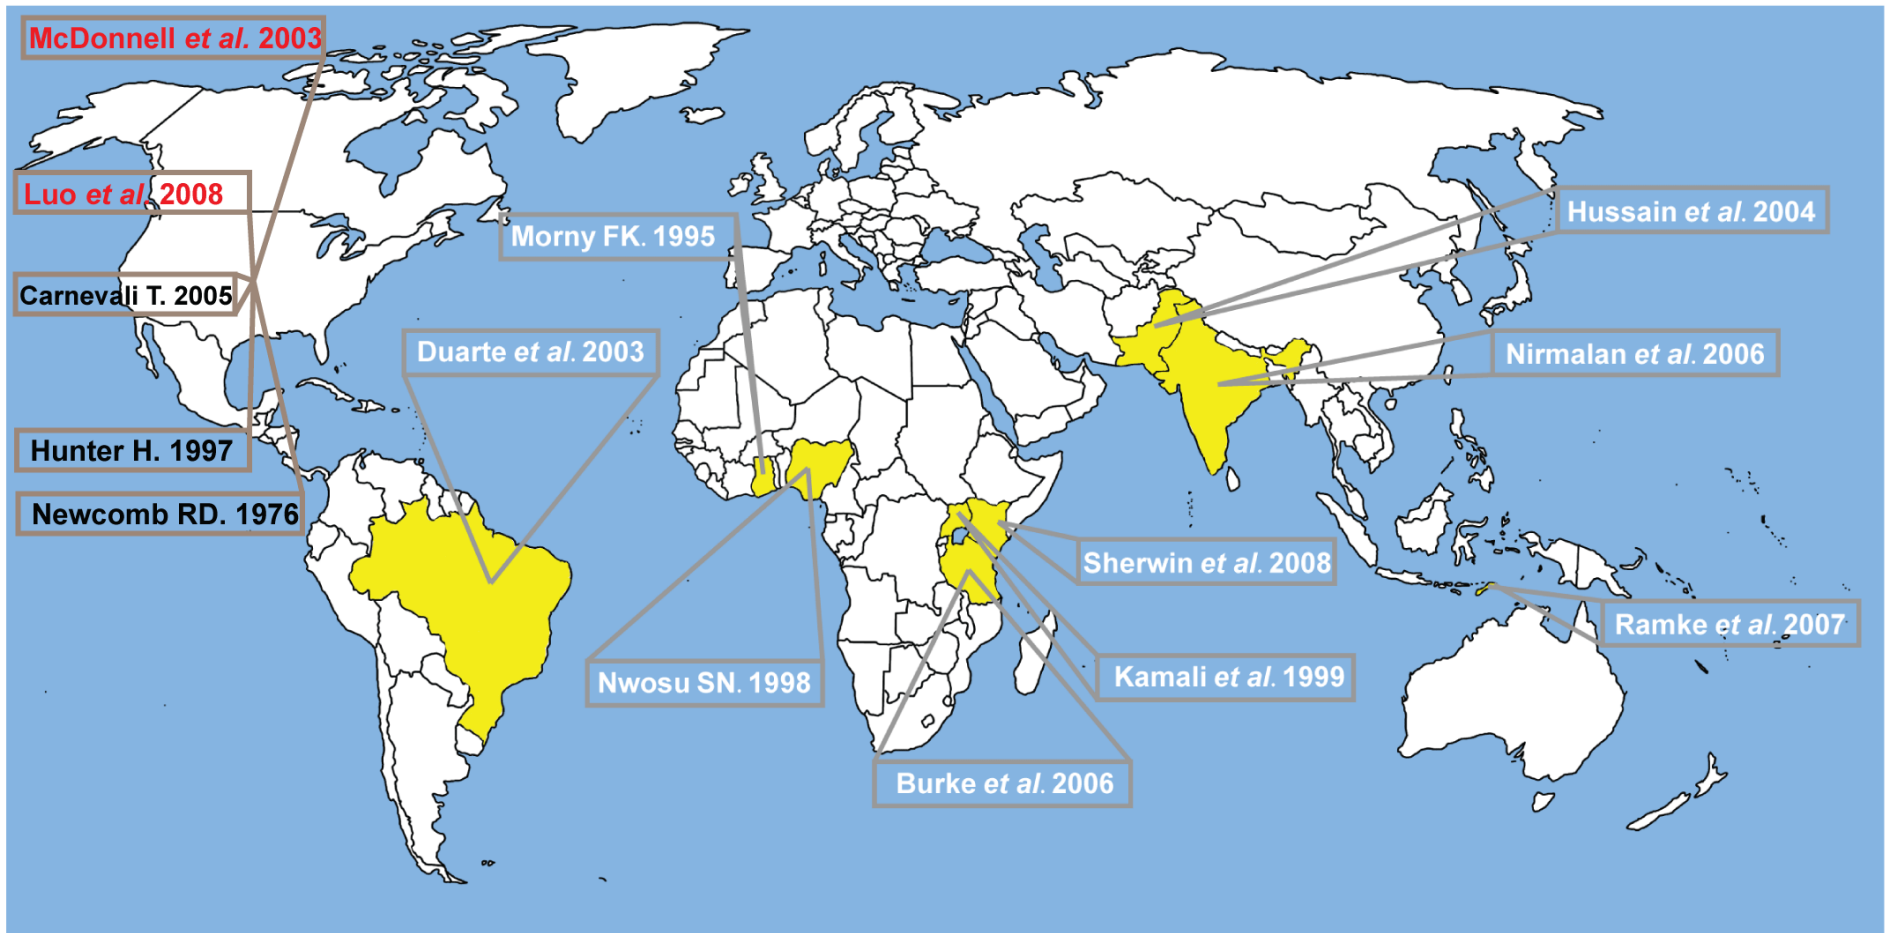 McDonnell et al. 2003
Luo et al. 2008
Hussain et al. 2004
Morny FK. 1995
Carnevali T. 2005
Duarte et al. 2003
Nirmalan et al. 2006
Hunter H. 1997
Newcomb RD. 1976
Sherwin et al. 2008
Ramke et al. 2007
Nwosu SN. 1998
Kamali et al. 1999
Burke et al. 2006